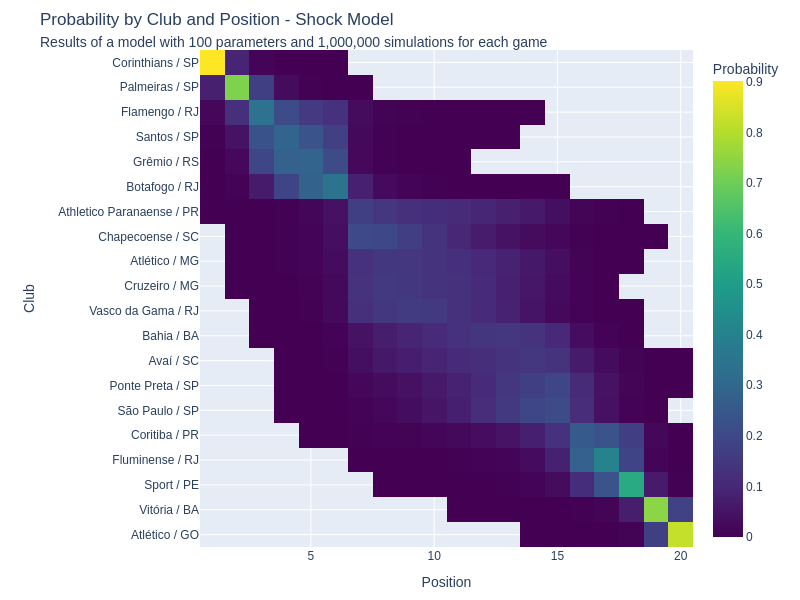 Probability by Club and Position - Shock Model
Results of a model with 100 parameters and 1,000,000 simulations for each game
Probability
Corinthians / SP
Palmeiras / SP
Flamengo / RJ
Santos / SP
Grêmio / RS
Botafogo / RJ
Athletico Paranaense / PR
Chapecoense / SC
Atlético / MG
Cruzeiro / MG
Vasco da Gama / RJ
Bahia / BA
Avaí / SC
Ponte Preta / SP
São Paulo / SP
Coritiba / PR
Fluminense / RJ
Sport / PE
Vitória / BA
Atlético / GO
Club
5
10
15
20
Position
0.9
0.8
0.7
0.6
0.5
0.4
0.3
0.2
0.1
0